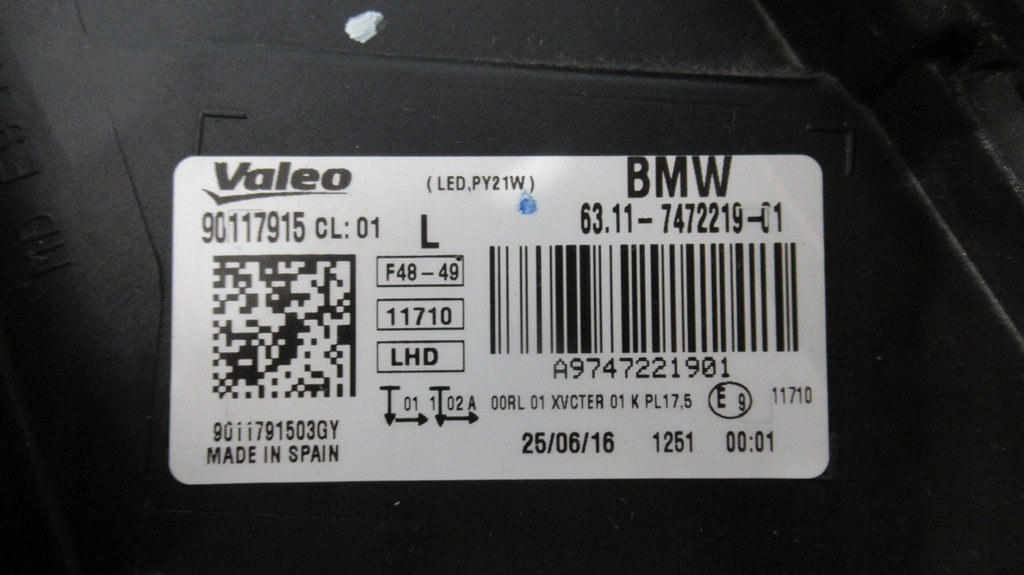 Valeo
(LED,PY21W)
BMW
90117915 CL: 01
L
63.11-7472219-01
F48-49
11710
LHD
A9747221901
01 1 02 A 00RL 01 XVCTER 01 K PL17,5 E 9 11710
9011791503GY
MADE IN SPAIN
25/06/16 1251 00:01